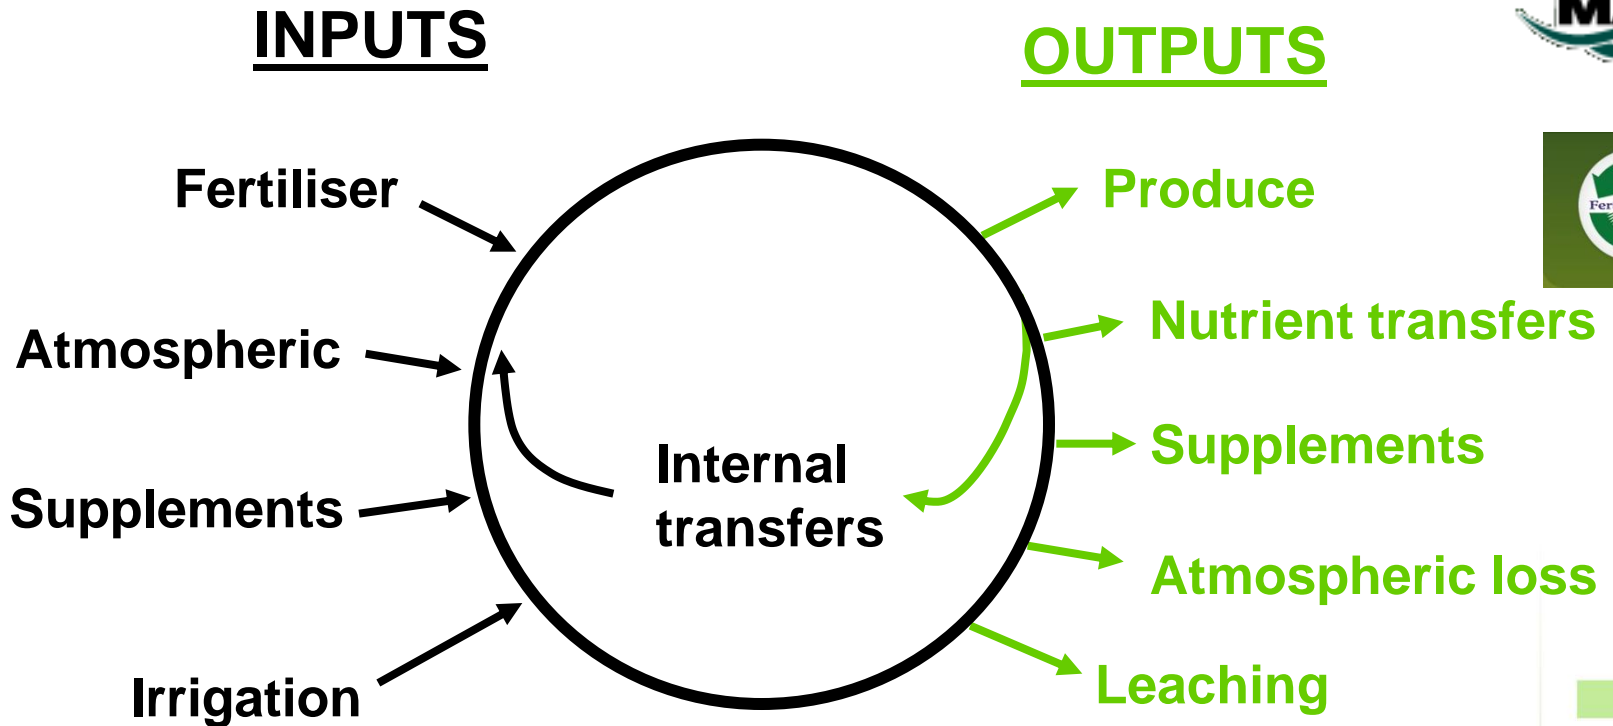 INPUTS
OUTPUTS
Fertiliser
Produce
Atmospheric
Nutrient transfers
Supplements
Internal
transfers
Supplements
Atmospheric loss
Irrigation
Leaching